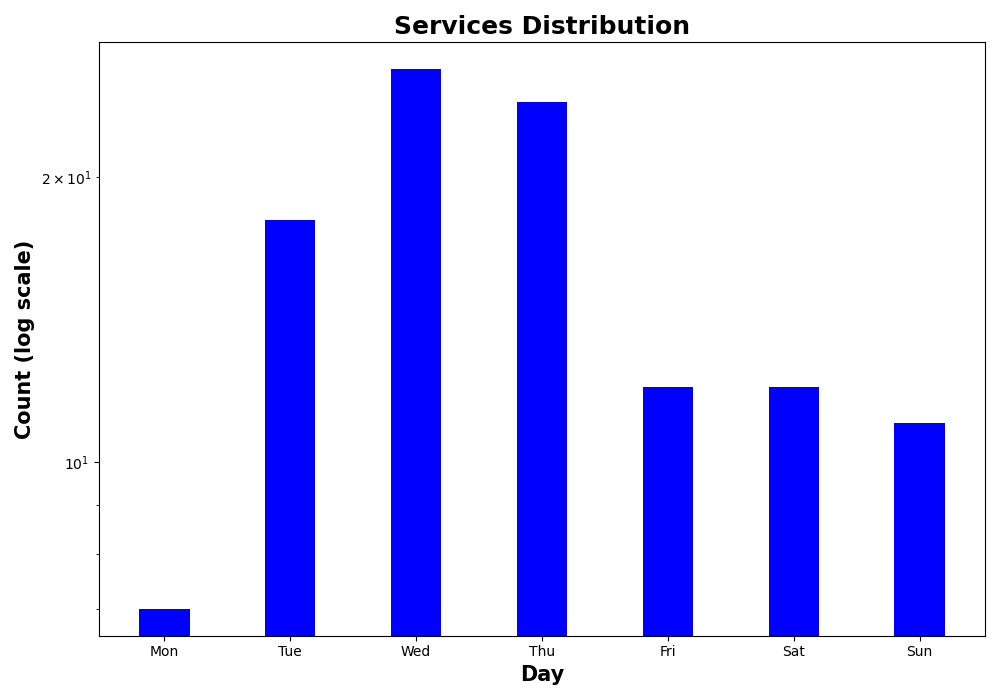 Services Distribution
Count (log scale)
2 × 10¹
10¹
Mon Tue Wed Thu Fri Sat Sun
Day